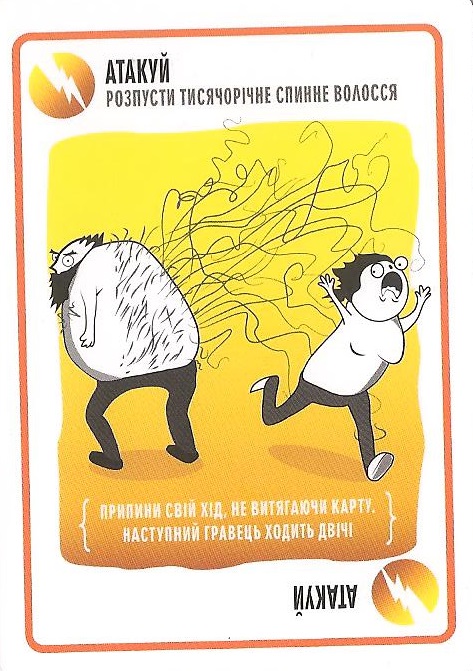 АТАКУЙ
РОЗПУСТИ ТИСЯЧОРІЧНЕ СПИННЕ ВОЛОССЯ
ПРИПИНИ СВІЙ ХІД, НЕ ВИТЯГАЮЧИ КАРТУ.
НАСТУПНИЙ ГРАВЕЦЬ ХОДИТЬ ДВІЧІ
АТАКУЙ